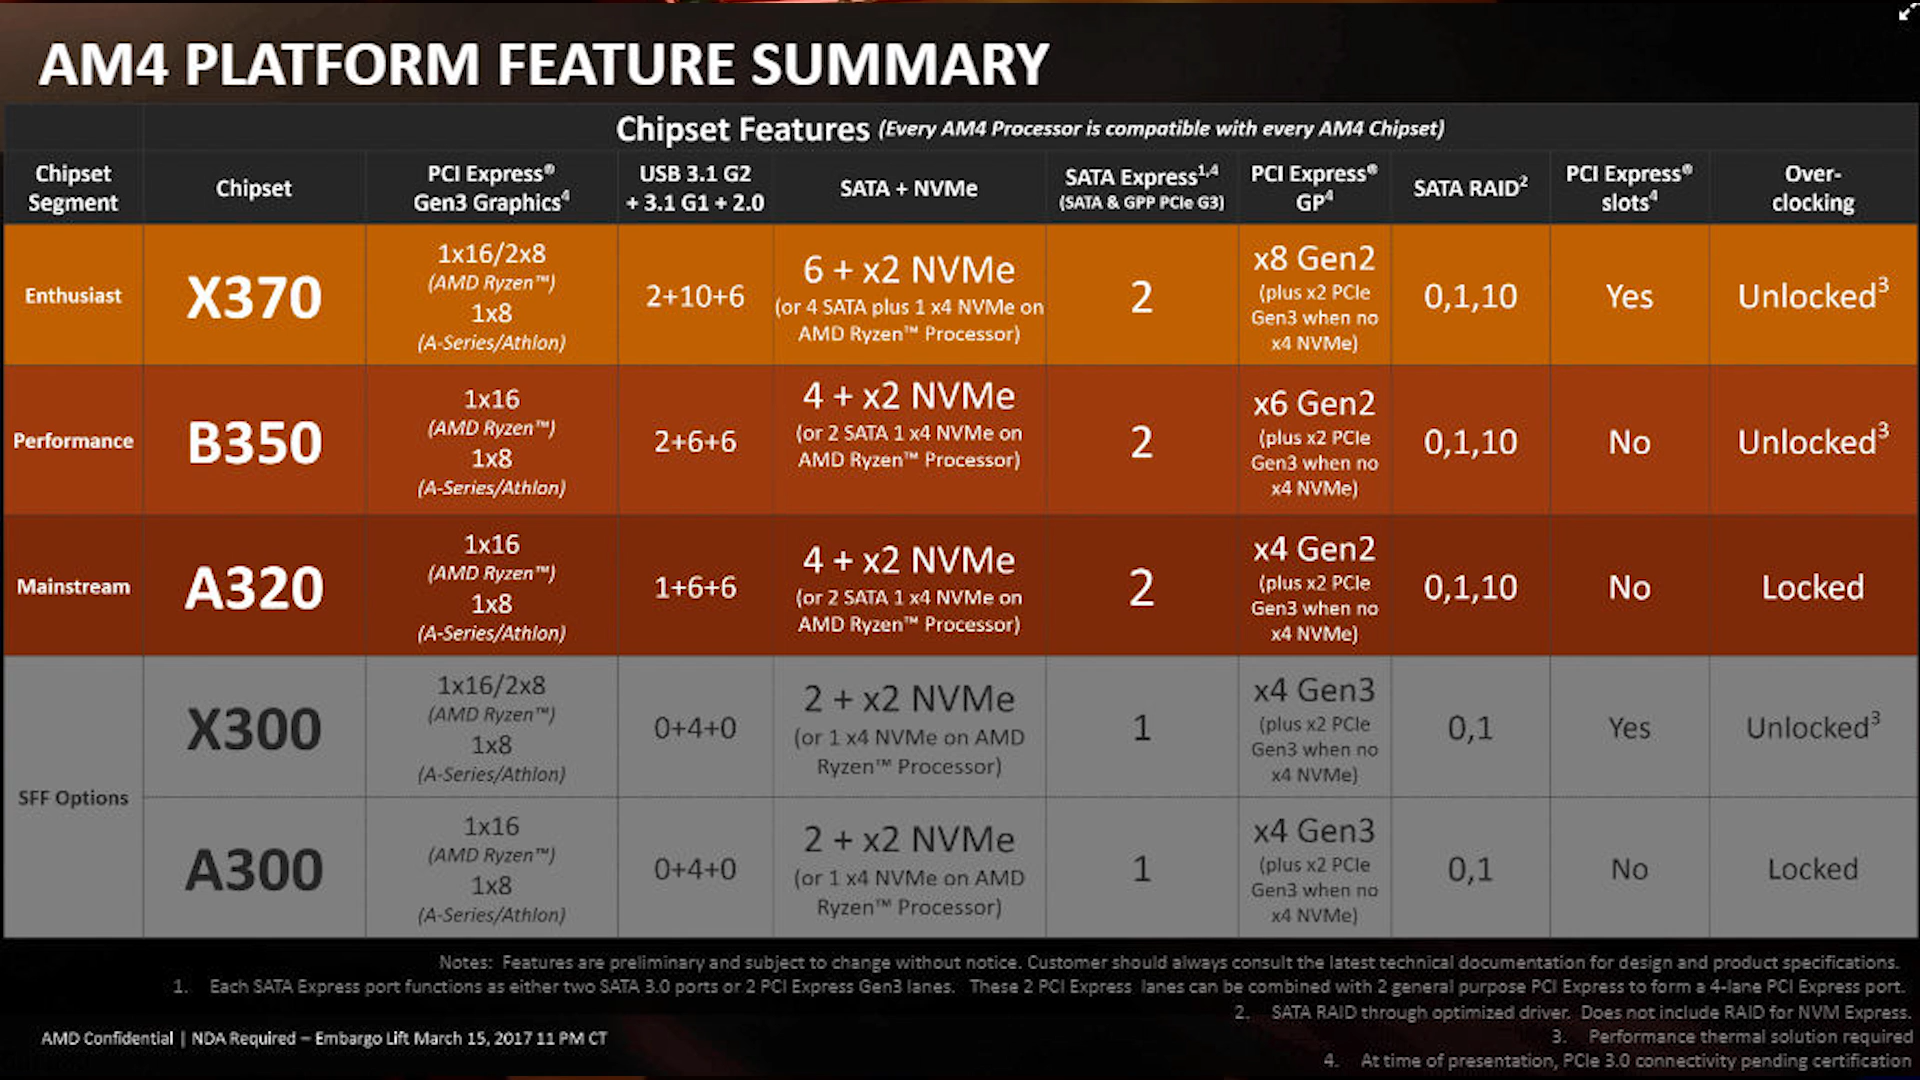 AM4 PLATFORM FEATURE SUMMARY
Chipset Features (Every AM4 Processor is compatible with every AM4 Chipset)
Chipset
Segment
Chipset
PCI Express®
Gen3 Graphics⁴
USB 3.1 G2
+ 3.1 G1 + 2.0
SATA + NVMe
SATA Express¹,⁴
(SATA & GPP PCIe G3)
PCI Express®
GP⁴
SATA RAID²
PCI Express®
slots⁴
Over-
clocking
Enthusiast
X370
1x16/2x8
(AMD Ryzen™)
1x8
(A-Series/Athlon)
2+10+6
6 + x2 NVMe
(or 4 SATA plus 1 x4 NVMe on
AMD Ryzen™ Processor)
2
x8 Gen2
(plus x2 PCIe
Gen3 when no
x4 NVMe)
0,1,10
Yes
Unlocked³
Performance
B350
1x16
(AMD Ryzen™)
1x8
(A-Series/Athlon)
2+6+6
4 + x2 NVMe
(or 2 SATA 1 x4 NVMe on
AMD Ryzen™ Processor)
2
x6 Gen2
(plus x2 PCIe
Gen3 when no
x4 NVMe)
0,1,10
No
Unlocked³
Mainstream
A320
1x16
(AMD Ryzen™)
1x8
(A-Series/Athlon)
1+6+6
4 + x2 NVMe
(or 2 SATA 1 x4 NVMe on
AMD Ryzen™ Processor)
2
x4 Gen2
(plus x2 PCIe
Gen3 when no
x4 NVMe)
0,1,10
No
Locked
SFF Options
X300
1x16/2x8
(AMD Ryzen™)
1x8
(A-Series/Athlon)
0+4+0
2 + x2 NVMe
(or 1 x4 NVMe on AMD
Ryzen™ Processor)
1
x4 Gen3
(plus x2 PCIe
Gen3 when no
x4 NVMe)
0,1
Yes
Unlocked³
A300
1x16
(AMD Ryzen™)
1x8
(A-Series/Athlon)
0+4+0
2 + x2 NVMe
(or 1 x4 NVMe on AMD
Ryzen™ Processor)
1
x4 Gen3
(plus x2 PCIe
Gen3 when no
x4 NVMe)
0,1
No
Locked
Notes: Features are preliminary and subject to change without notice. Customer should always consult the latest technical documentation for design and product specifications.
1. Each SATA Express port functions as either two SATA 3.0 ports or 2 PCI Express Gen3 lanes. These 2 PCI Express lanes can be combined with 2 general purpose PCI Express to form a 4-lane PCI Express port.
2. SATA RAID through optimized driver. Does not include RAID for NVM Express.
3. Performance thermal solution required
4. At time of presentation, PCIe 3.0 connectivity pending certification
AMD Confidential | NDA Required – Embargo Lift March 15, 2017 11 PM CT